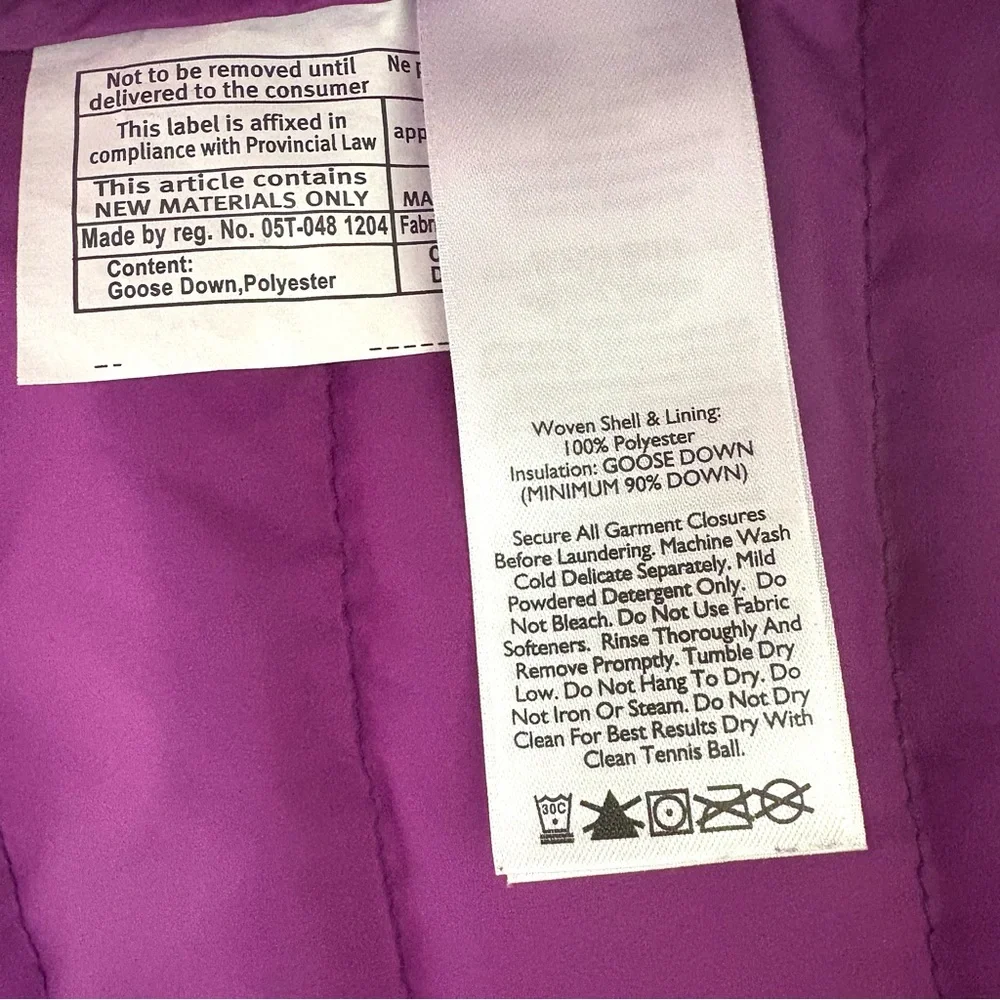 Not to be removed until
delivered to the consumer
This label is affixed in
compliance with Provincial Law
This article contains
NEW MATERIALS ONLY
Made by reg. No. 05T-048 1204
Content:
Goose Down,Polyester
Ne
Woven Shell & Lining:
100% Polyester
Insulation: GOOSE DOWN
(MINIMUM 90% DOWN)
Secure All Garment Closures
Before Laundering. Machine Wash
Cold Delicate Separately. Mild
Powdered Detergent Only. Do
Not Bleach. Do Not Use Fabric
Softeners. Rinse Thoroughly And
Remove Promptly. Tumble Dry
Low. Do Not Hang To Dry. Do
Not Iron Or Steam. Do Not Dry
Clean For Best Results Dry With
Clean Tennis Ball.
30C